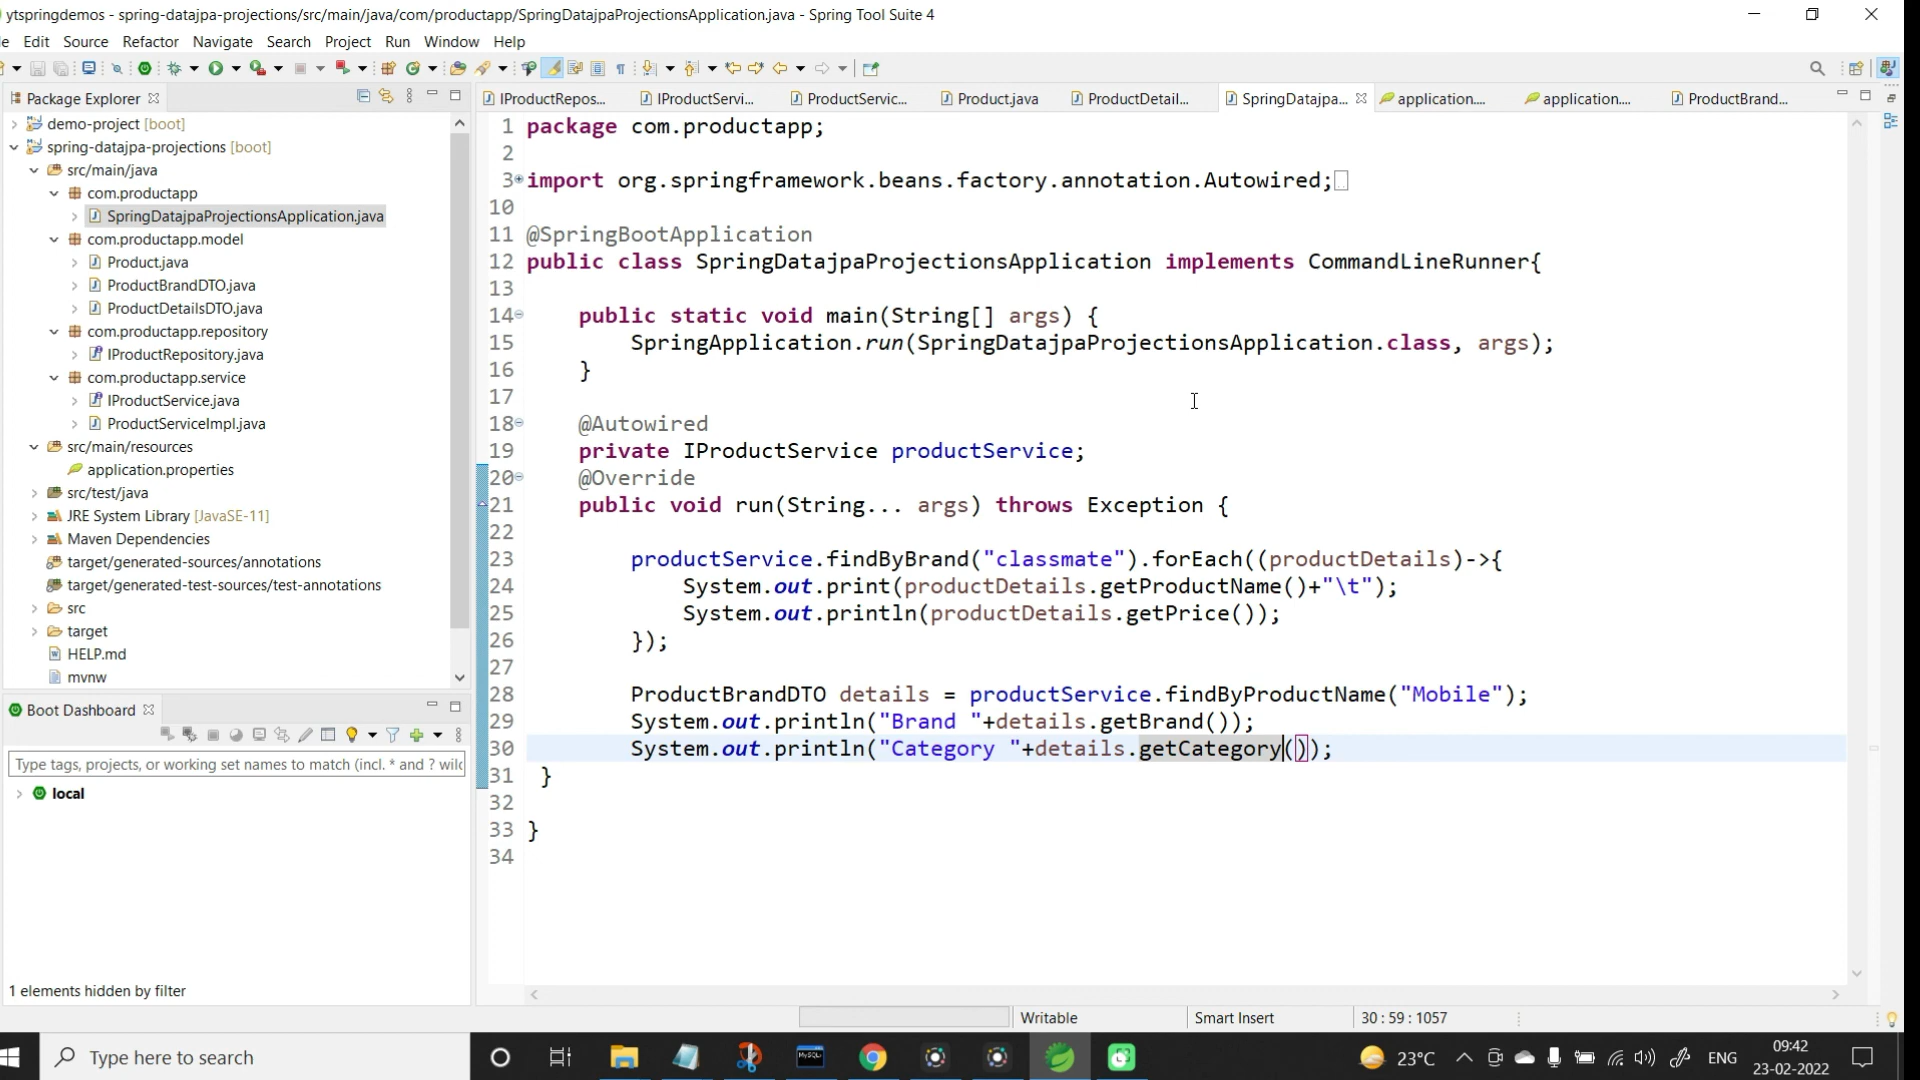 ytspringdemos - spring-datajpa-projections/src/main/java/com/productapp/SpringDatajpaProjectionsApplication.java - Spring Tool Suite 4
e Edit Source Refactor Navigate Search Project Run Window Help
Package Explorer
demo-project [boot]
spring-datajpa-projections [boot]
src/main/java
com.productapp
SpringDatajpaProjectionsApplication.java
com.productapp.model
Product.java
ProductBrandDTO.java
ProductDetailsDTO.java
com.productapp.repository
IProductRepository.java
com.productapp.service
IProductService.java
ProductServiceImpl.java
src/main/resources
application.properties
src/test/java
JRE System Library [JavaSE-11]
Maven Dependencies
target/generated-sources/annotations
target/generated-test-sources/test-annotations
src
target
HELP.md
mvnw
Boot Dashboard
Type tags, projects, or working set names to match (incl. * and ? wilc
local
1 elements hidden by filter
IProductRepos... IProductServi... ProductServic... Product.java ProductDetail... SpringDatajpa... application.... application.... ProductBrand...
1 package com.productapp;
2
3 import org.springframework.beans.factory.annotation.Autowired;
10
11 @SpringBootApplication
12 public class SpringDatajpaProjectionsApplication implements CommandLineRunner{
13
14 public static void main(String[] args) {
15 SpringApplication.run(SpringDatajpaProjectionsApplication.class, args);
16 }
17
18 @Autowired
19 private IProductService productService;
20 @Override
21 public void run(String... args) throws Exception {
22
23 productService.findByBrand("classmate").forEach((productDetails)->{
24 System.out.print(productDetails.getProductName()+"\t");
25 System.out.println(productDetails.getPrice());
26 });
27
28 ProductBrandDTO details = productService.findByProductName("Mobile");
29 System.out.println("Brand "+details.getBrand());
30 System.out.println("Category "+details.getCategory());
31 }
32
33 }
34
Writable Smart Insert 30 : 59 : 1057
Type here to search
MySQL
23°C ENG 09:42
23-02-2022